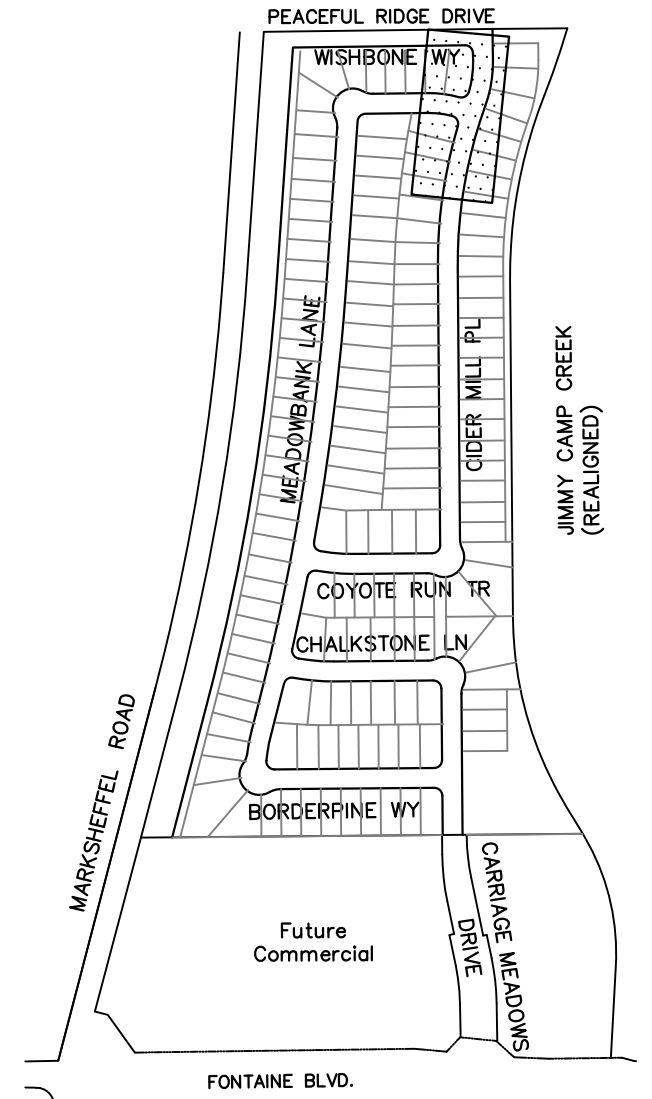 PEACEFUL RIDGE DRIVE
WISHBONE WY
MEADOWBANK LANE
CIDER MILL PL
JIMMY CAMP CREEK
(REALIGNED)
COYOTE RUN TR
CHALKSTONE LN
MARKSHEFFEL ROAD
BORDERPINE WY
CARRIAGE MEADOWS
DRIVE
Future
Commercial
FONTAINE BLVD.